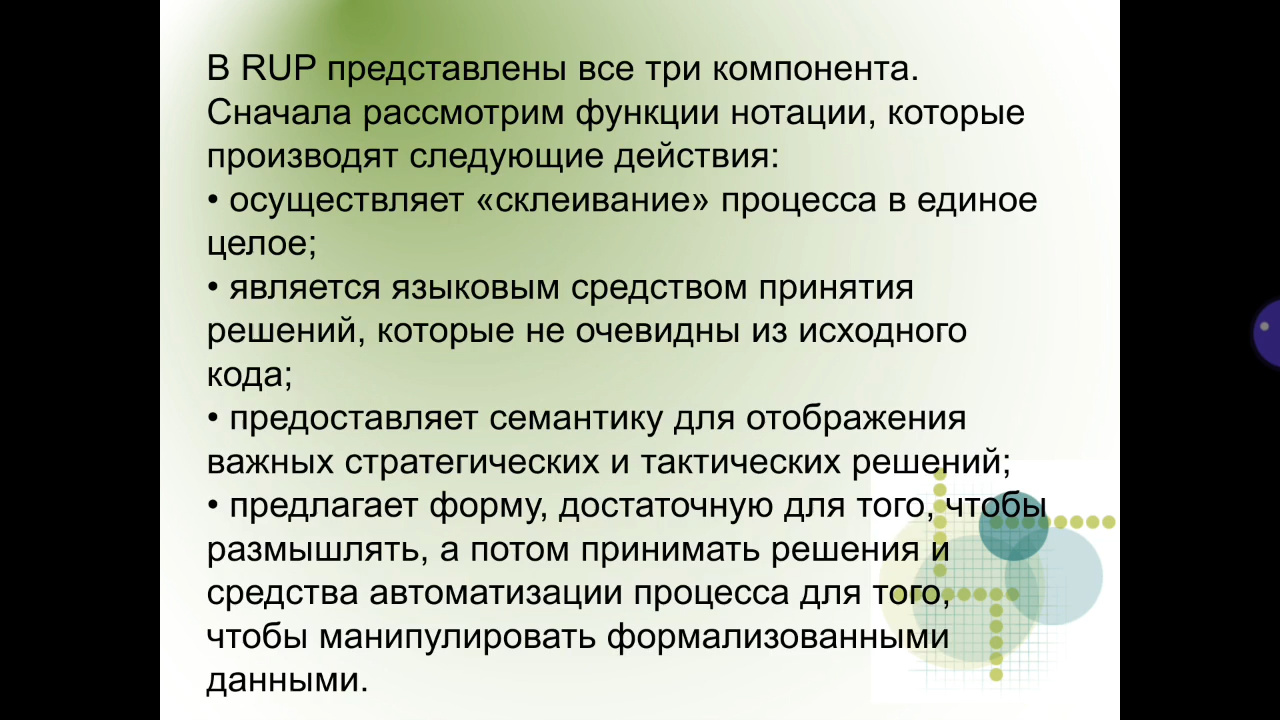 В RUP представлены все три компонента.
Сначала рассмотрим функции нотации, которые
производят следующие действия:
• осуществляет «склеивание» процесса в единое
целое;
• является языковым средством принятия
решений, которые не очевидны из исходного
кода;
• предоставляет семантику для отображения
важных стратегических и тактических решений;
• предлагает форму, достаточную для того, чтобы
размышлять, а потом принимать решения и
средства автоматизации процесса для того,
чтобы манипулировать формализованными
данными.